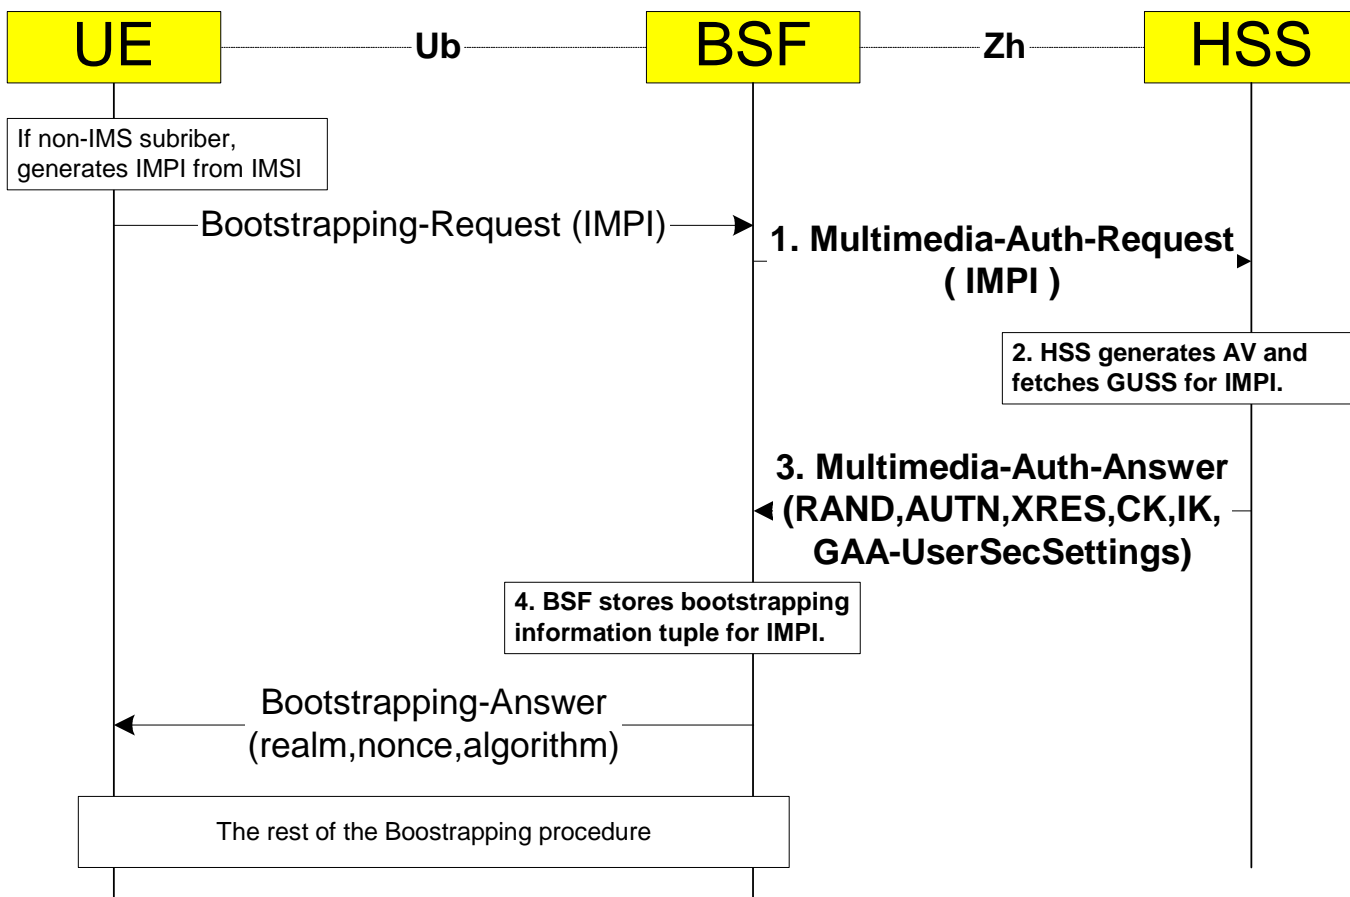 UE
Ub
BSF
Zh
HSS
If non-IMS subriber,
generates IMPI from IMSI
Bootstrapping-Request (IMPI)
1. Multimedia-Auth-Request
( IMPI )
2. HSS generates AV and
fetches GUSS for IMPI.
3. Multimedia-Auth-Answer
(RAND,AUTN,XRES,CK,IK,
GAA-UserSecSettings)
4. BSF stores bootstrapping
information tuple for IMPI.
Bootstrapping-Answer
(realm,nonce,algorithm)
The rest of the Boostrapping procedure